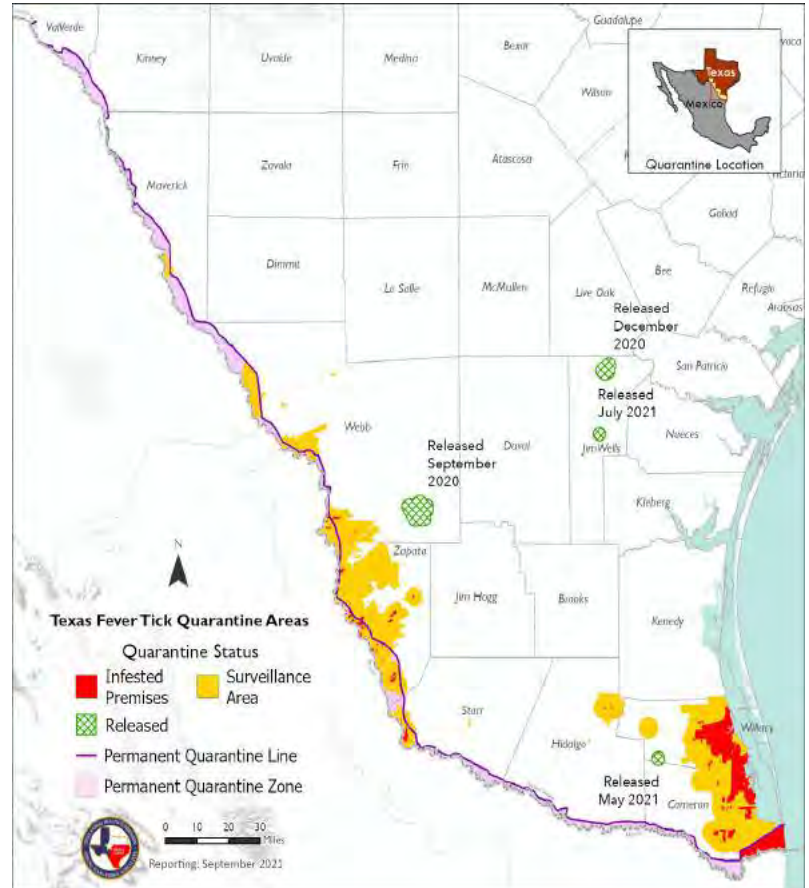 ValVerde
Kinney
Uvalde
Medina
Bexar
Guadalupe
Wilson
Texas
Mexico
Quarantine Location
Maverick
Zavala
Frio
Atascosa
Goliad
Dimmit
La Salle
McMullen
Live Oak
Bee
Refugio
Aransas
Released
December
2020
San Patricio
Released
July 2021
Webb
Duval
Jim Wells
Nueces
Released
September
2020
Kleberg
Zapata
Jim Hogg
Brooks
Kenedy
N
Texas Fever Tick Quarantine Areas
Quarantine Status
Infested
Premises
Surveillance
Area
Released
Permanent Quarantine Line
Permanent Quarantine Zone
Starr
Hidalgo
Willacy
Released
May 2021
Cameron
0 10 20 30
Miles
Reporting: September 2021